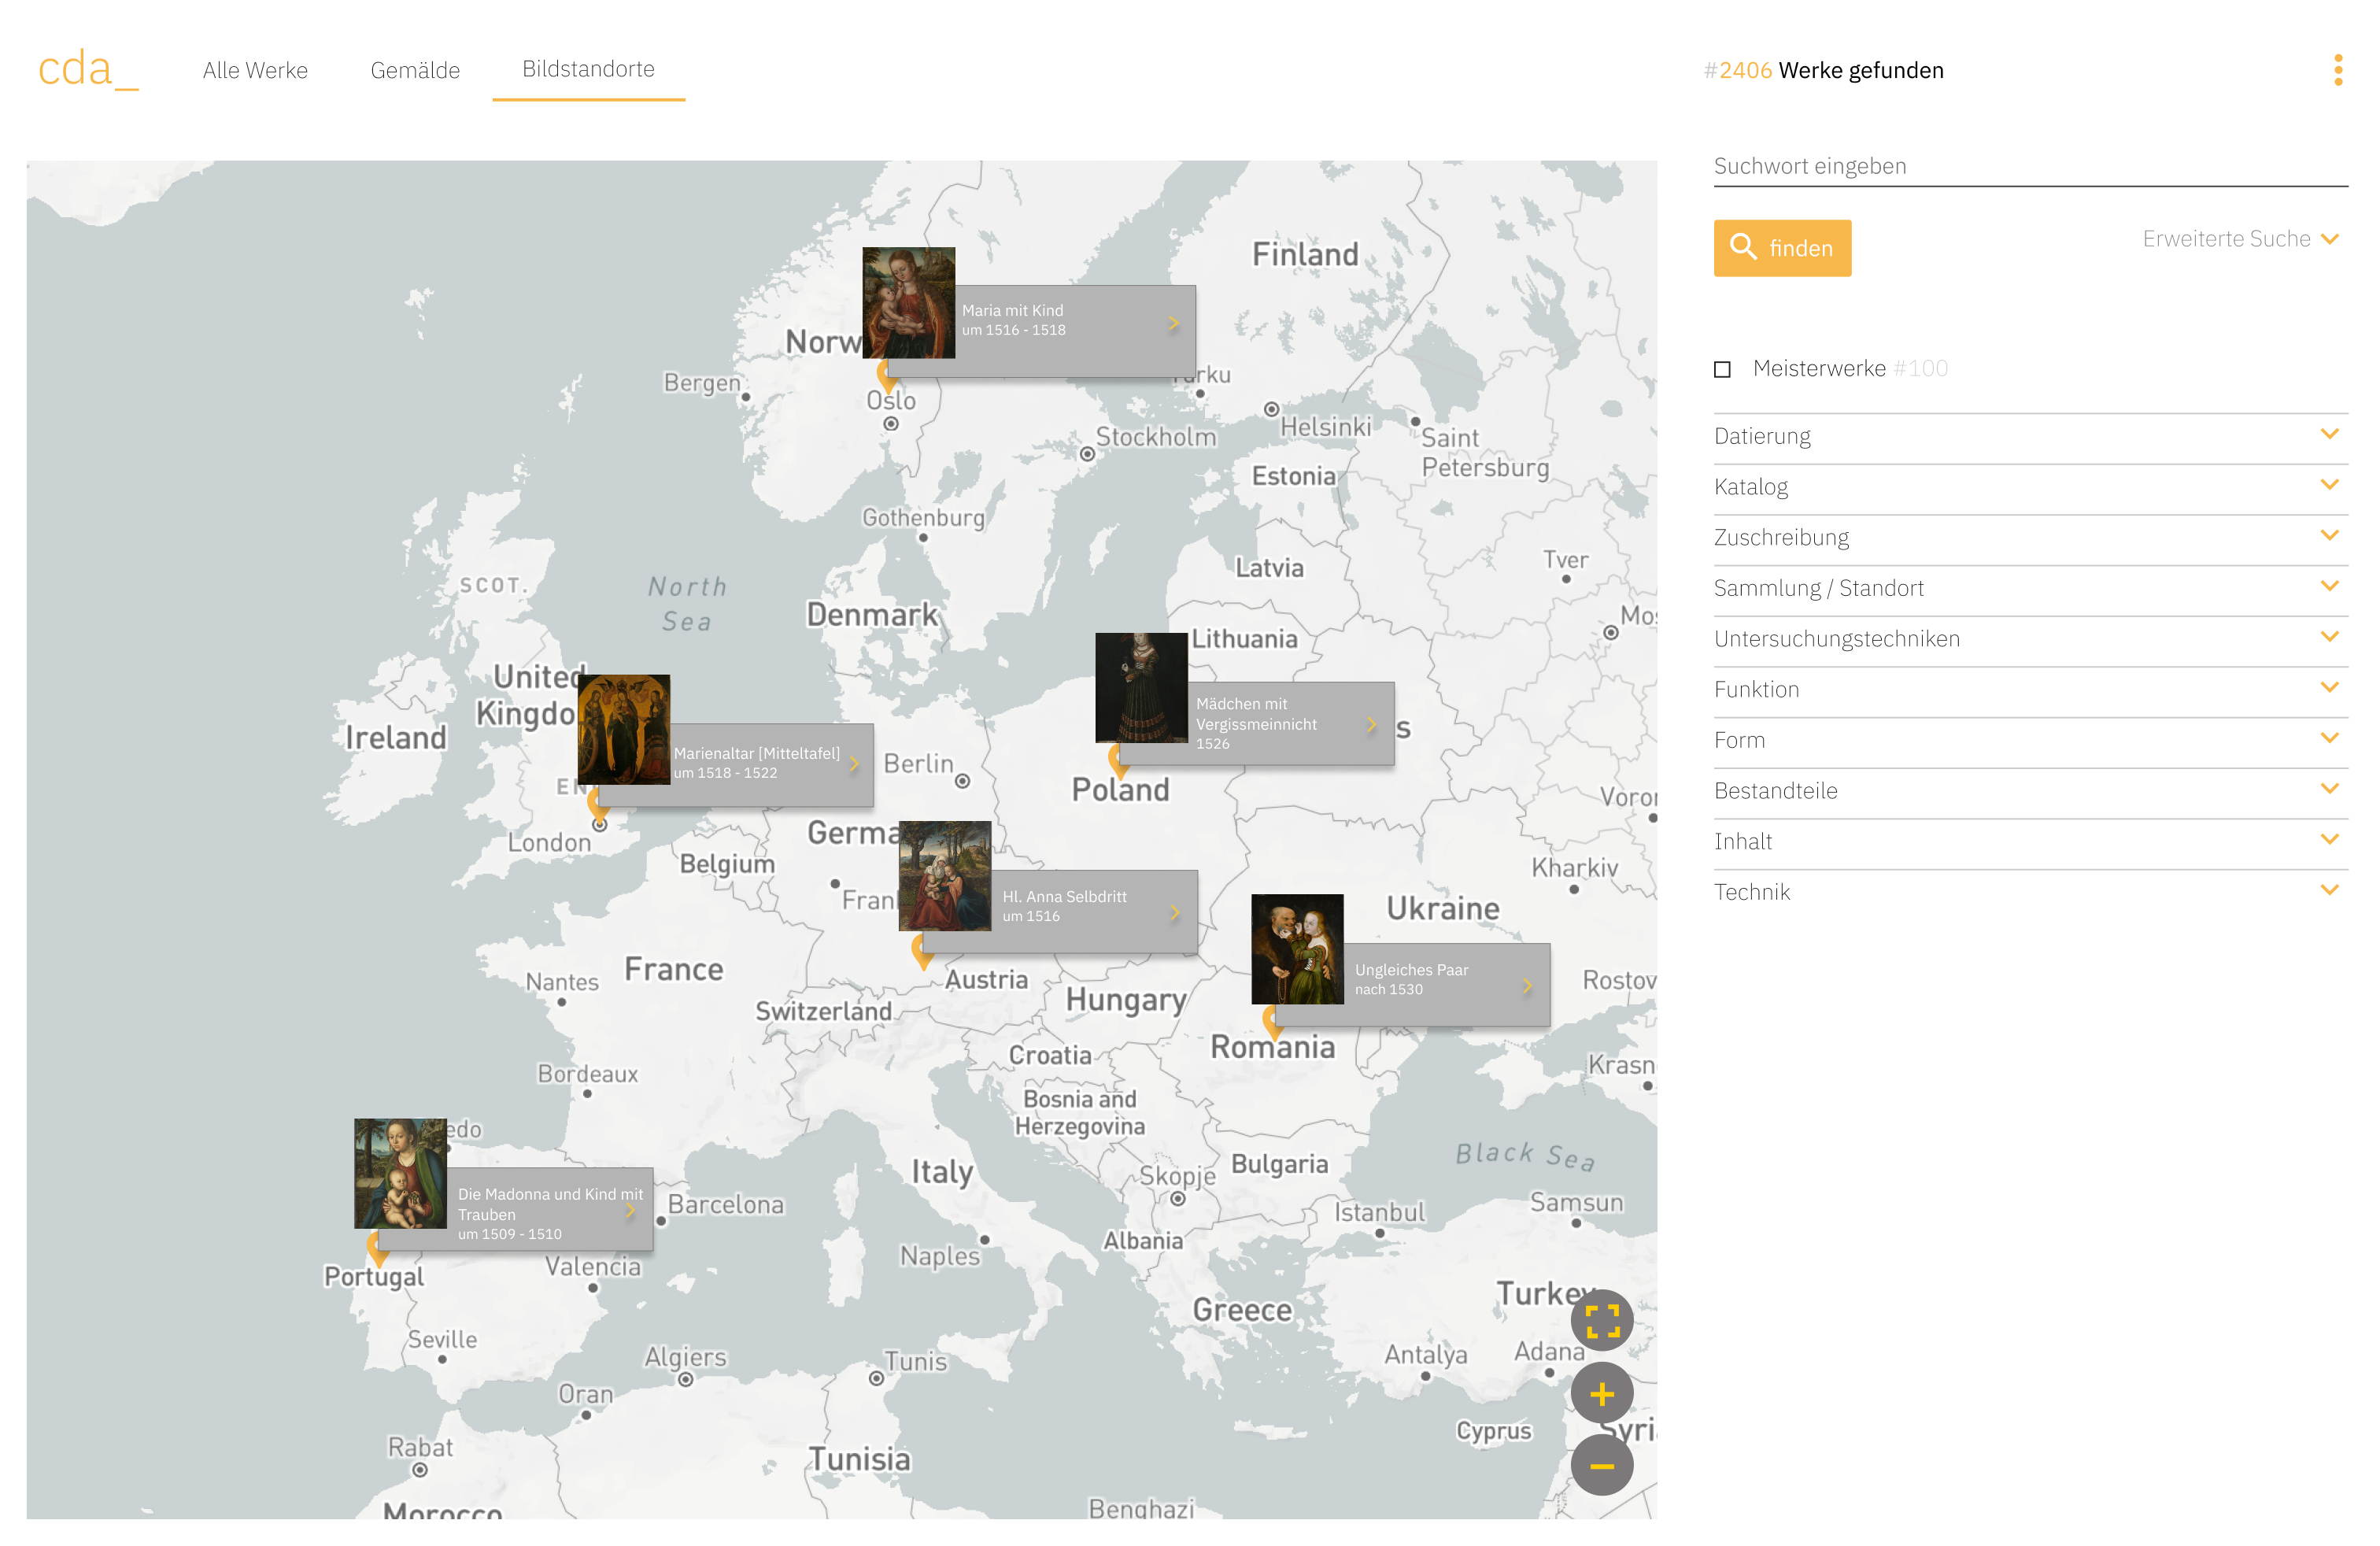 cda_
Alle Werke
Gemälde
Bildstandorte
#2406 Werke gefunden
Suchwort eingeben
finden
Erweiterte Suche
Meisterwerke #100
Datierung
Katalog
Zuschreibung
Sammlung / Standort
Untersuchungstechniken
Funktion
Form
Bestandteile
Inhalt
Technik
Finland
Maria mit Kind
um 1516 - 1518
Norw
Bergen
Turku
Oslo
Helsinki
Stockholm
Saint
Petersburg
Estonia
Gothenburg
Tver
Latvia
SCOT.
North
Sea
Denmark
Mos
Lithuania
United
Kingdo
Mädchen mit
Vergissmeinnicht
1526
s
Ireland
Marienaltar [Mitteltafel]
um 1518 - 1522
Berlin
EN
Poland
Voron
London
Germa
Belgium
Kharkiv
Fran
Hl. Anna Selbdritt
um 1516
Ukraine
France
Ungleiches Paar
nach 1530
Nantes
Austria
Rostov
Switzerland
Hungary
Romania
Croatia
Krasn
Bordeaux
Bosnia and
Herzegovina
edo
Black Sea
Italy
Bulgaria
Skopje
Die Madonna und Kind mit
Trauben
um 1509 - 1510
Barcelona
Istanbul
Samsun
Albania
Naples
Valencia
Portugal
Turkey
Greece
Seville
Algiers
Tunis
Antalya
Adana
Oran
Cyprus
Syri
Rabat
Tunisia
Morocco
Benghazi